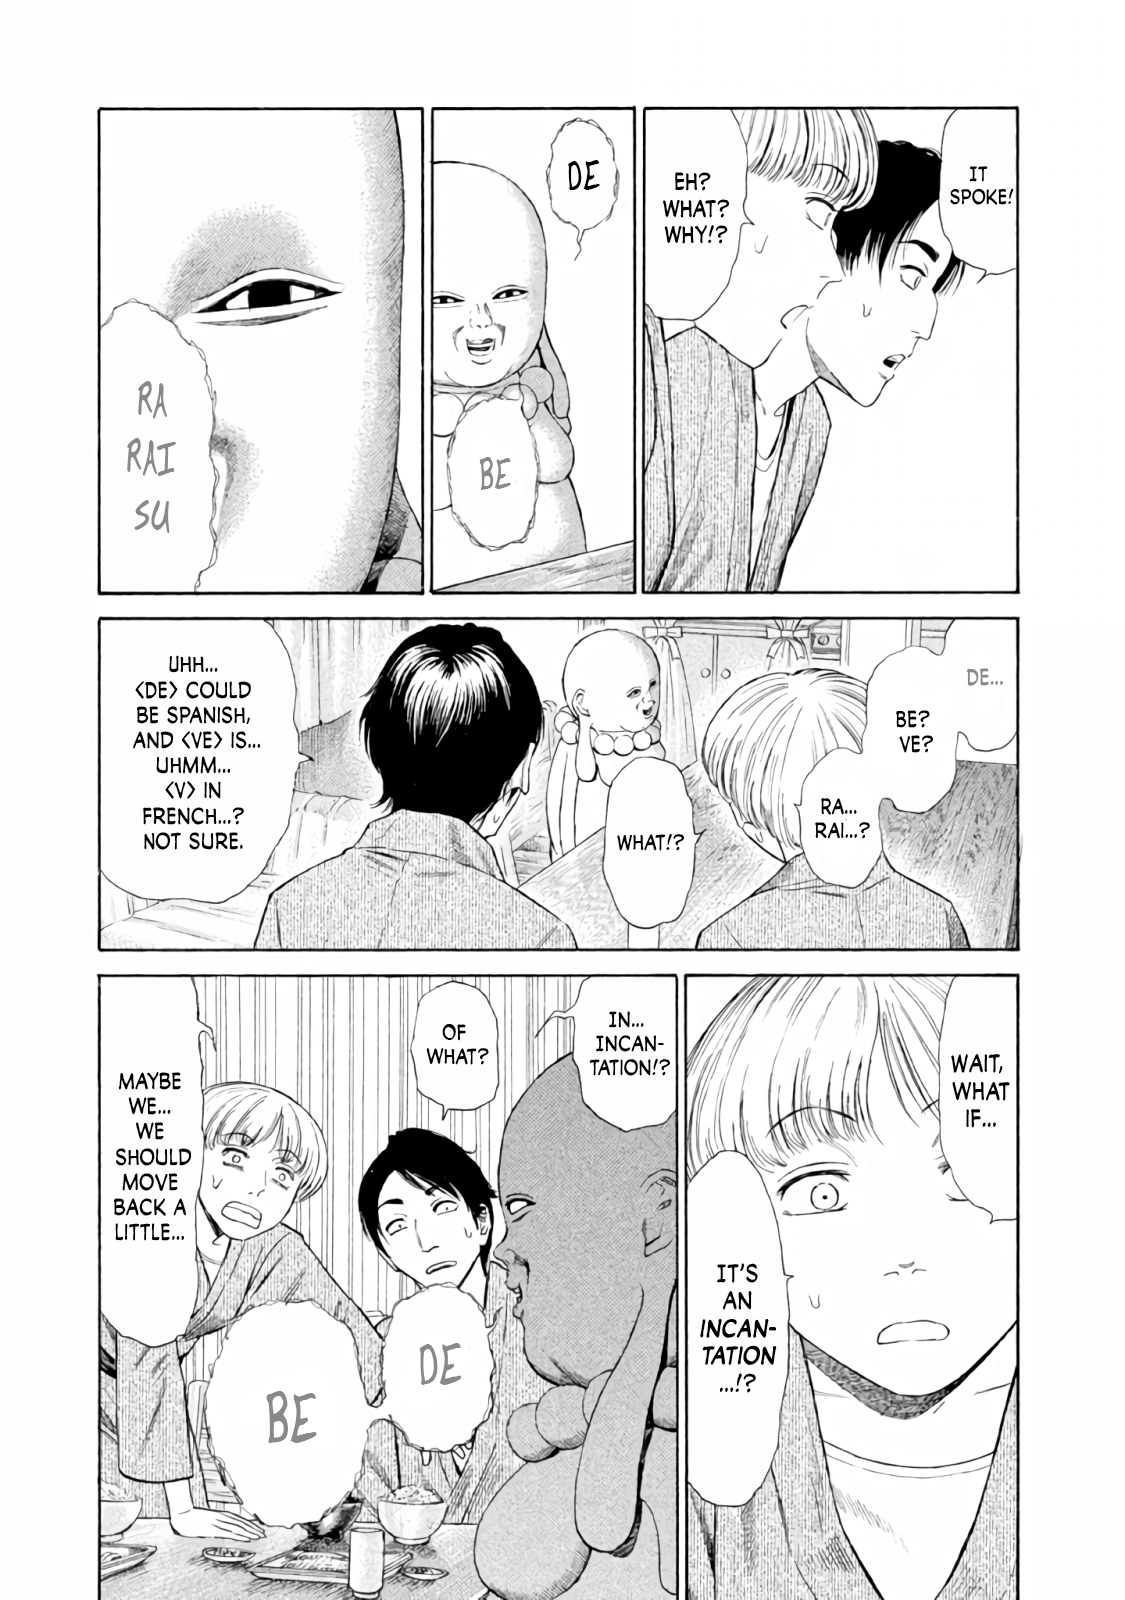 IT
SPOKE!
EH?
WHAT?
WHY!?
DE
BE
RA
RAI
SU
DE...
BE?
VE?
RA...
RAI...?
WHAT!?
UHH...
<DE> COULD
BE SPANISH,
AND <VE> IS...
UHMM...
<V> IN
FRENCH...?
NOT SURE.
WAIT,
WHAT
IF...
IT'S
AN
INCAN-
TATION
...!?
IN...
INCAN-
TATION!?
OF
WHAT?
DE
BE
MAYBE
WE...
WE
SHOULD
MOVE
BACK A
LITTLE...